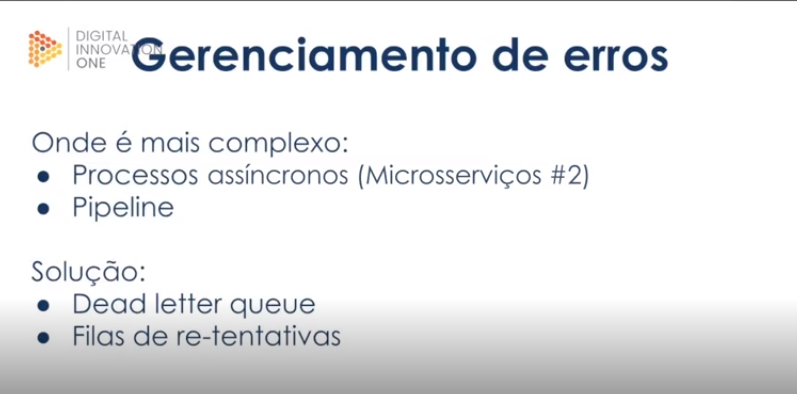 DIGITAL
INNOVATION
ONE
Gerenciamento de erros
Onde é mais complexo:
● Processos assíncronos (Microsserviços #2)
● Pipeline
Solução:
● Dead letter queue
● Filas de re-tentativas